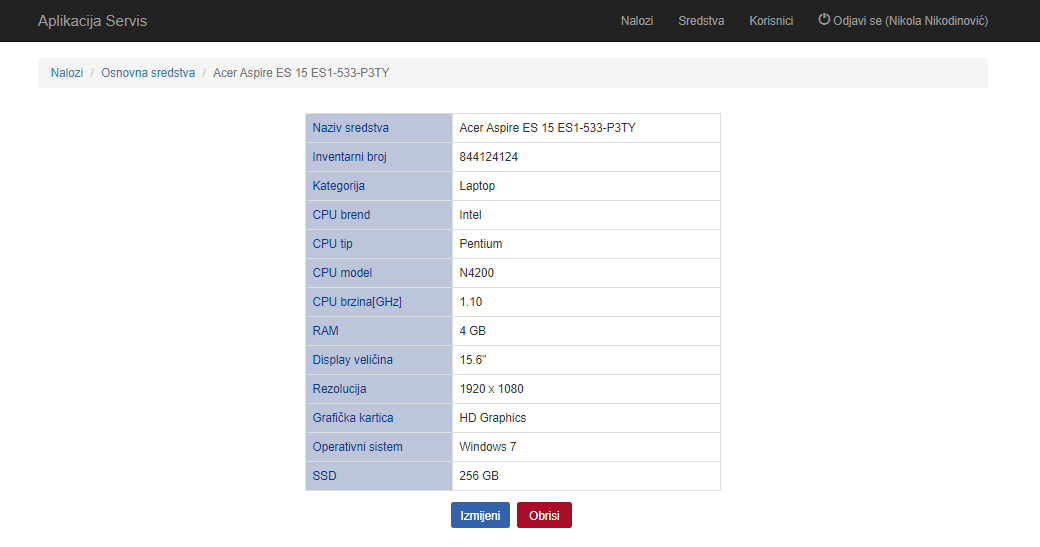 Aplikacija Servis Nalozi Sredstva Korisnici Odjavi se (Nikola Nikodinović)
Nalozi / Osnovna sredstva / Acer Aspire ES 15 ES1-533-P3TY
Naziv sredstva Acer Aspire ES 15 ES1-533-P3TY
Inventarni broj 844124124
Kategorija Laptop
CPU brend Intel
CPU tip Pentium
CPU model N4200
CPU brzina[GHz] 1.10
RAM 4 GB
Display veličina 15.6"
Rezolucija 1920 x 1080
Grafička kartica HD Graphics
Operativni sistem Windows 7
SSD 256 GB
Izmijeni Obrisi